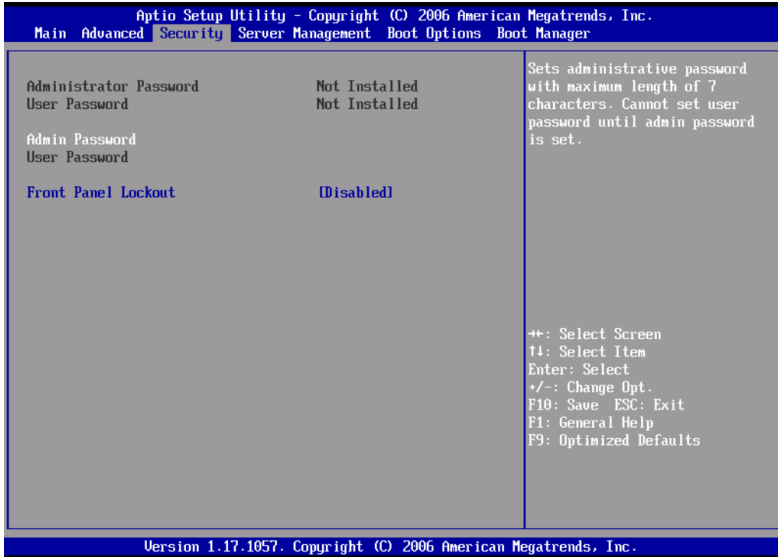 Aptio Setup Utility - Copyright (C) 2006 American Megatrends, Inc.
Main Advanced Security Server Management Boot Options Boot Manager
Administrator Password Not Installed
User Password Not Installed
Admin Password
User Password
Front Panel Lockout [Disabled]
Sets administrative password
with maximum length of 7
characters. Cannot set user
password until admin password
is set.
→←: Select Screen
↑↓: Select Item
Enter: Select
+/-: Change Opt.
F10: Save ESC: Exit
F1: General Help
F9: Optimized Defaults
Version 1.17.1057. Copyright (C) 2006 American Megatrends, Inc.